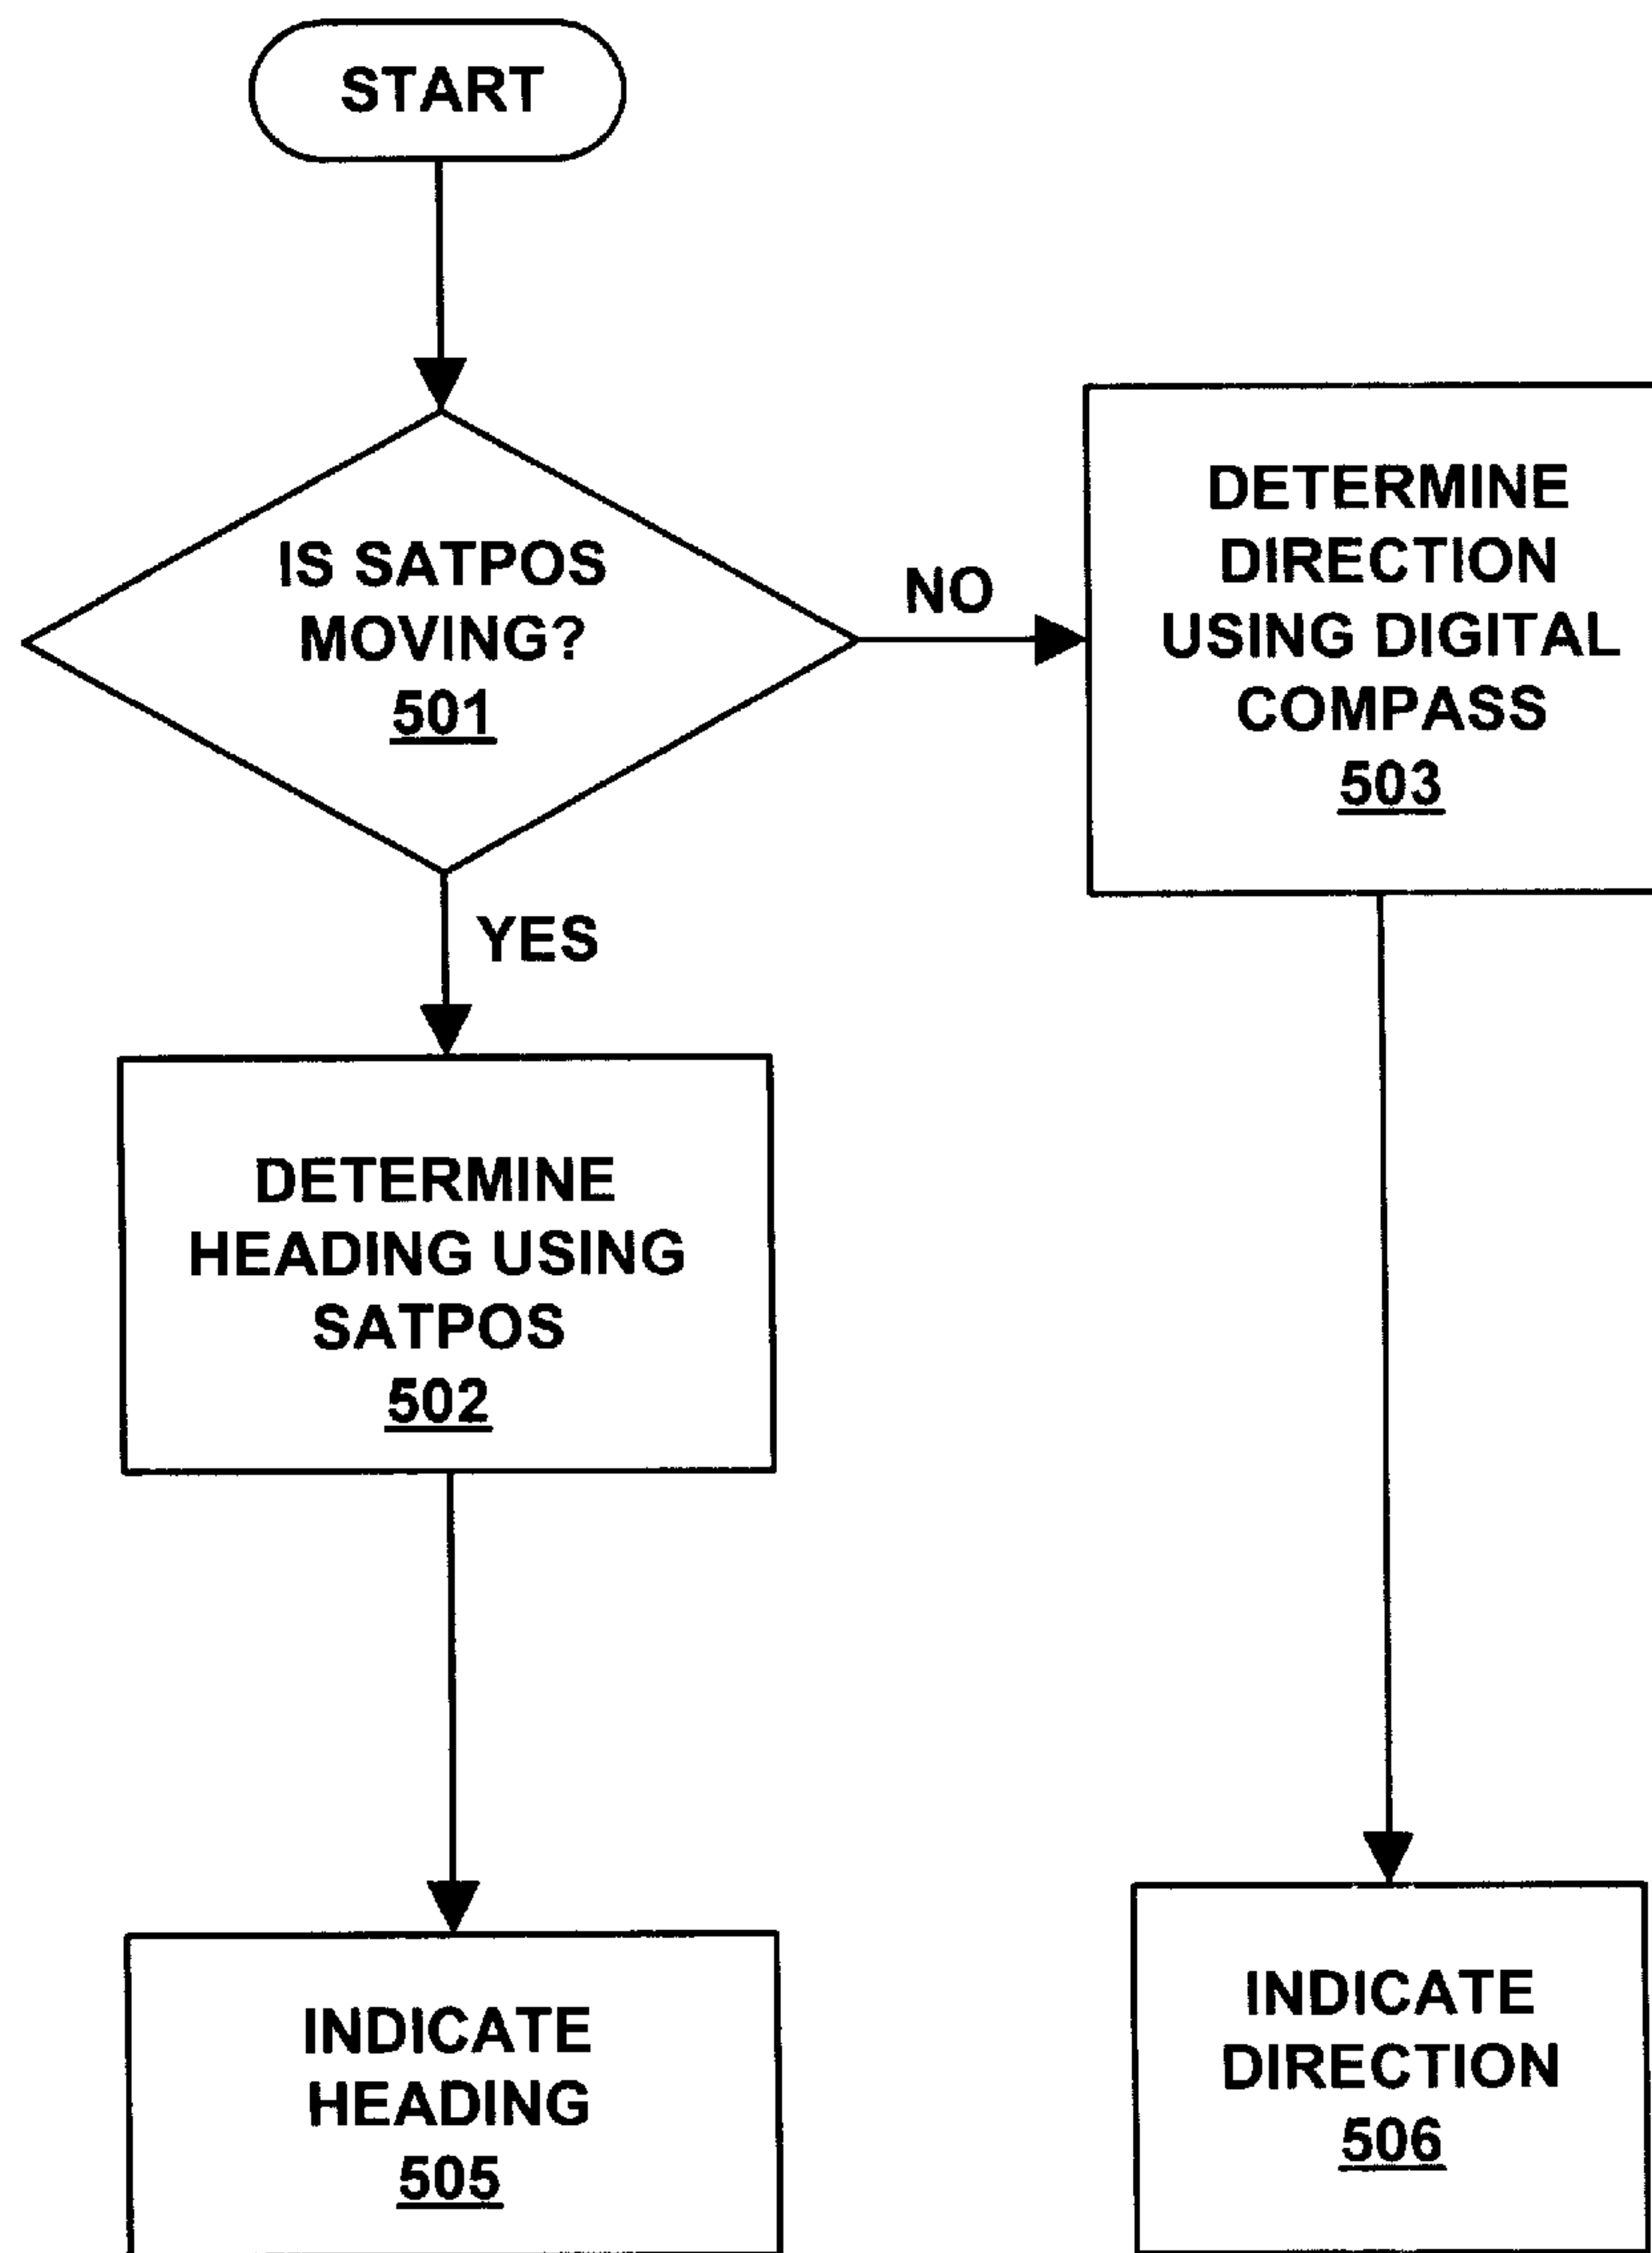 START
IS SATPOS
MOVING?
501
NO
DETERMINE
DIRECTION
USING DIGITAL
COMPASS
503
YES
DETERMINE
HEADING USING
SATPOS
502
INDICATE
HEADING
505
INDICATE
DIRECTION
506